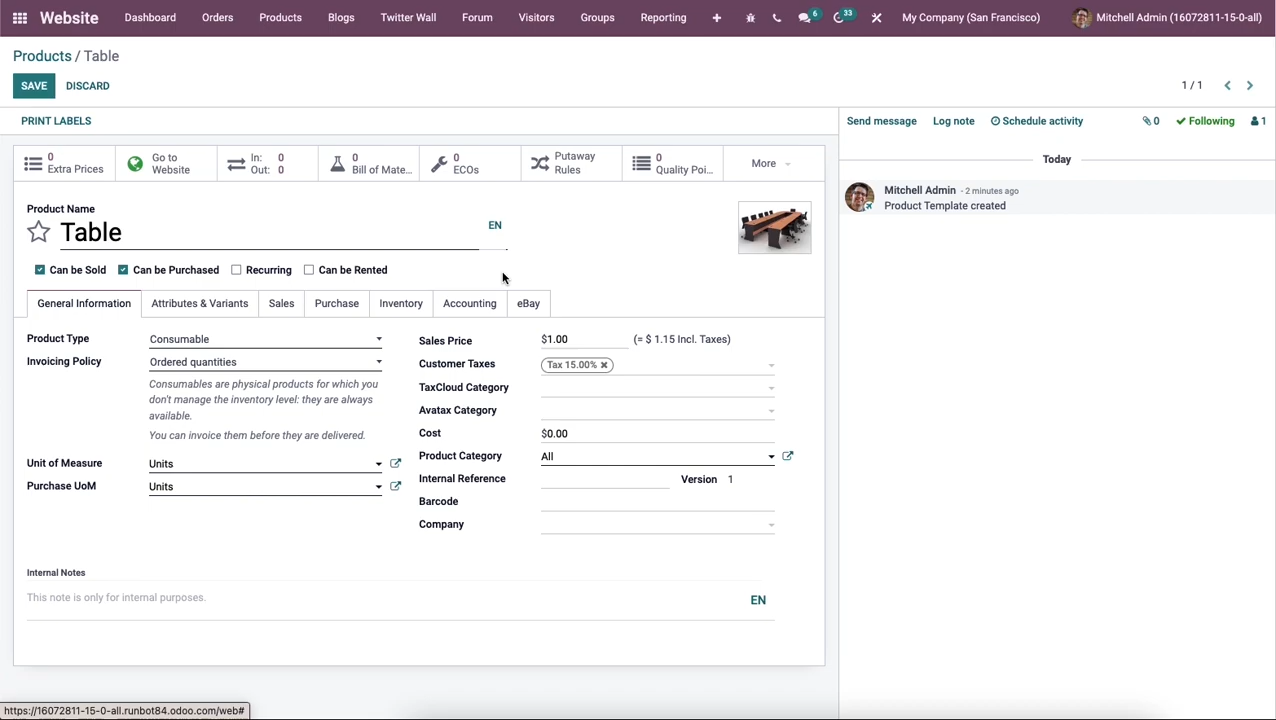 Website Dashboard Orders Products Blogs Twitter Wall Forum Visitors Groups Reporting 6 33 My Company (San Francisco) Mitchell Admin (16072811-15-0-all)
Products / Table
SAVE DISCARD 1 / 1
PRINT LABELS
Send message Log note Schedule activity 0 Following 1
0
Extra Prices
Go to
Website
In: 0
Out: 0
0
Bill of Mate...
0
ECOs
Putaway
Rules
0
Quality Poi...
More
Today
Mitchell Admin - 2 minutes ago
Product Template created
Product Name
Table EN
Can be Sold Can be Purchased Recurring Can be Rented
General Information Attributes & Variants Sales Purchase Inventory Accounting eBay
Product Type Consumable
Invoicing Policy Ordered quantities
Consumables are physical products for which you
don't manage the inventory level: they are always
available.
You can invoice them before they are delivered.
Unit of Measure Units
Purchase UoM Units
Sales Price $1.00 (= $ 1.15 Incl. Taxes)
Customer Taxes Tax 15.00%
TaxCloud Category
Avatax Category
Cost $0.00
Product Category All
Internal Reference Version 1
Barcode
Company
Internal Notes
This note is only for internal purposes. EN
https://16072811-15-0-all.runbot84.odoo.com/web#